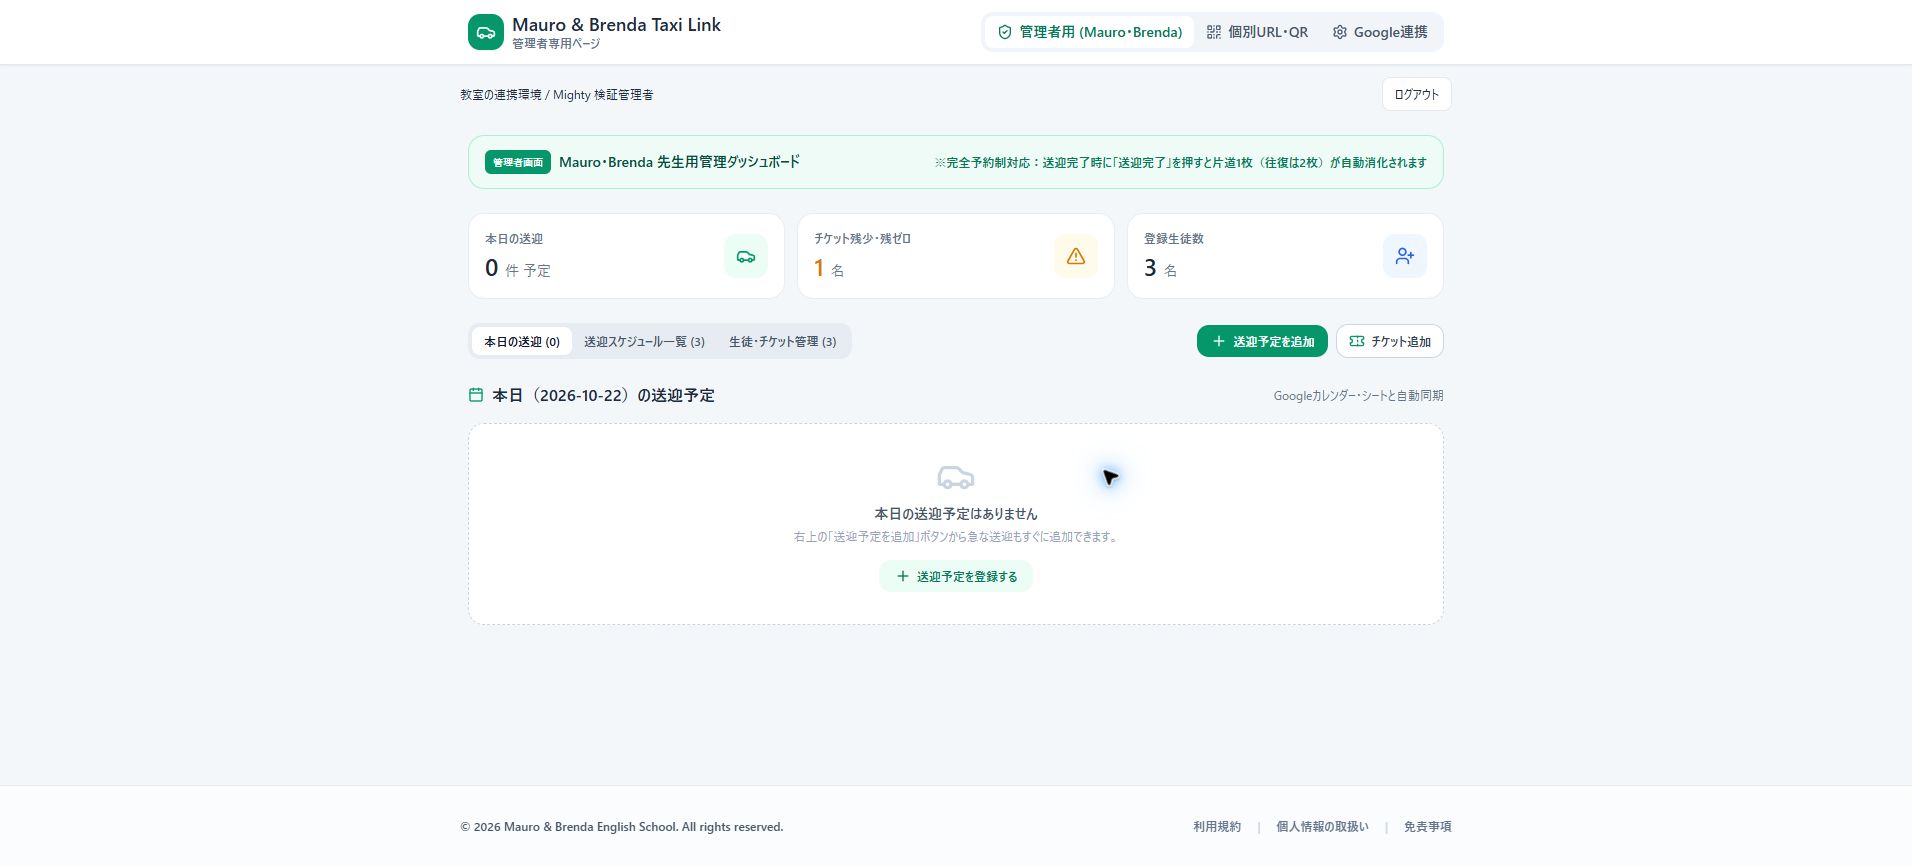 Mauro & Brenda Taxi Link
管理者専用ページ
管理者用 (Mauro・Brenda)
個別URL・QR
Google連携
教室の連携環境 / Mighty 検証管理者
ログアウト
管理者画面
Mauro・Brenda 先生用管理ダッシュボード
※完全予約制対応：送迎完了時に「送迎完了」を押すと片道1枚（往復は2枚）が自動消化されます
本日の送迎
0 件 予定
チケット残少・残ゼロ
1 名
登録生徒数
3 名
本日の送迎 (0)
送迎スケジュール一覧 (3)
生徒・チケット管理 (3)
送迎予定を追加
チケット追加
本日（2026-10-22）の送迎予定
Googleカレンダー・シートと自動同期
本日の送迎予定はありません
右上の「送迎予定を追加」ボタンから急な送迎もすぐに追加できます。
送迎予定を登録する
© 2026 Mauro & Brenda English School. All rights reserved.
利用規約 | 個人情報の取扱い | 免責事項